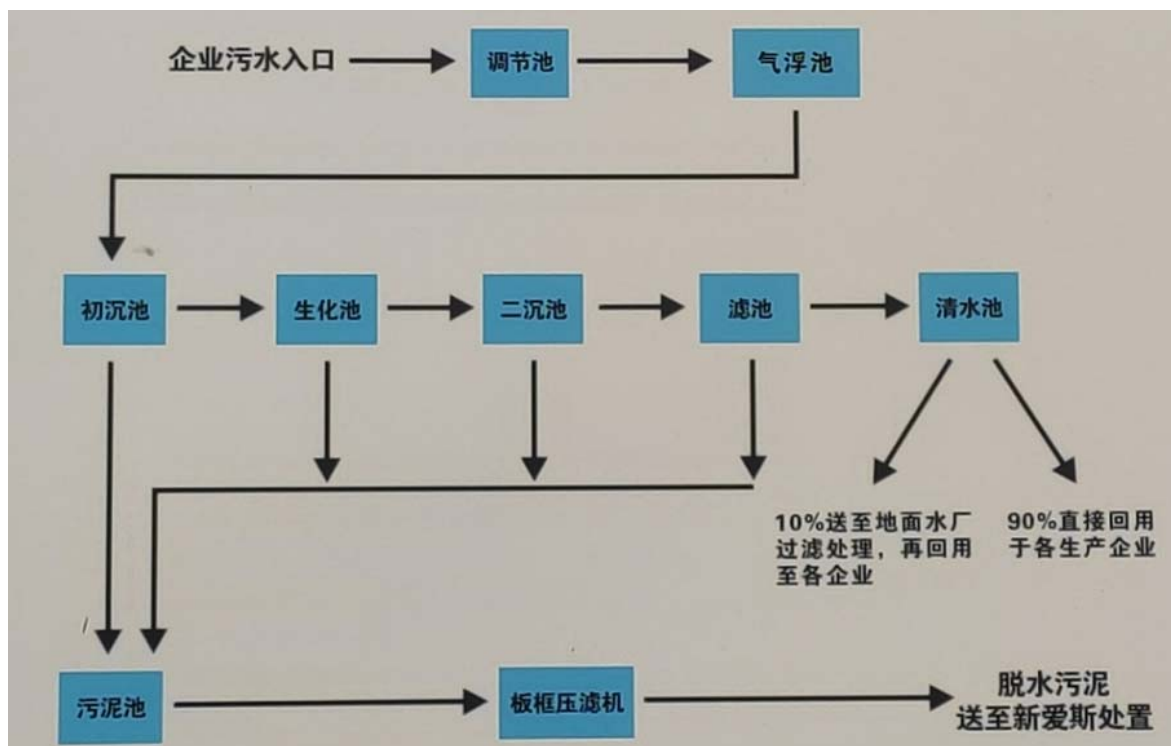 企业污水入口
调节池
气浮池
初沉池
生化池
二沉池
滤池
清水池
10%送至地面水厂
过滤处理，再回用
至各企业
90%直接回用
于各生产企业
污泥池
板框压滤机
脱水污泥
送至新爱斯处置